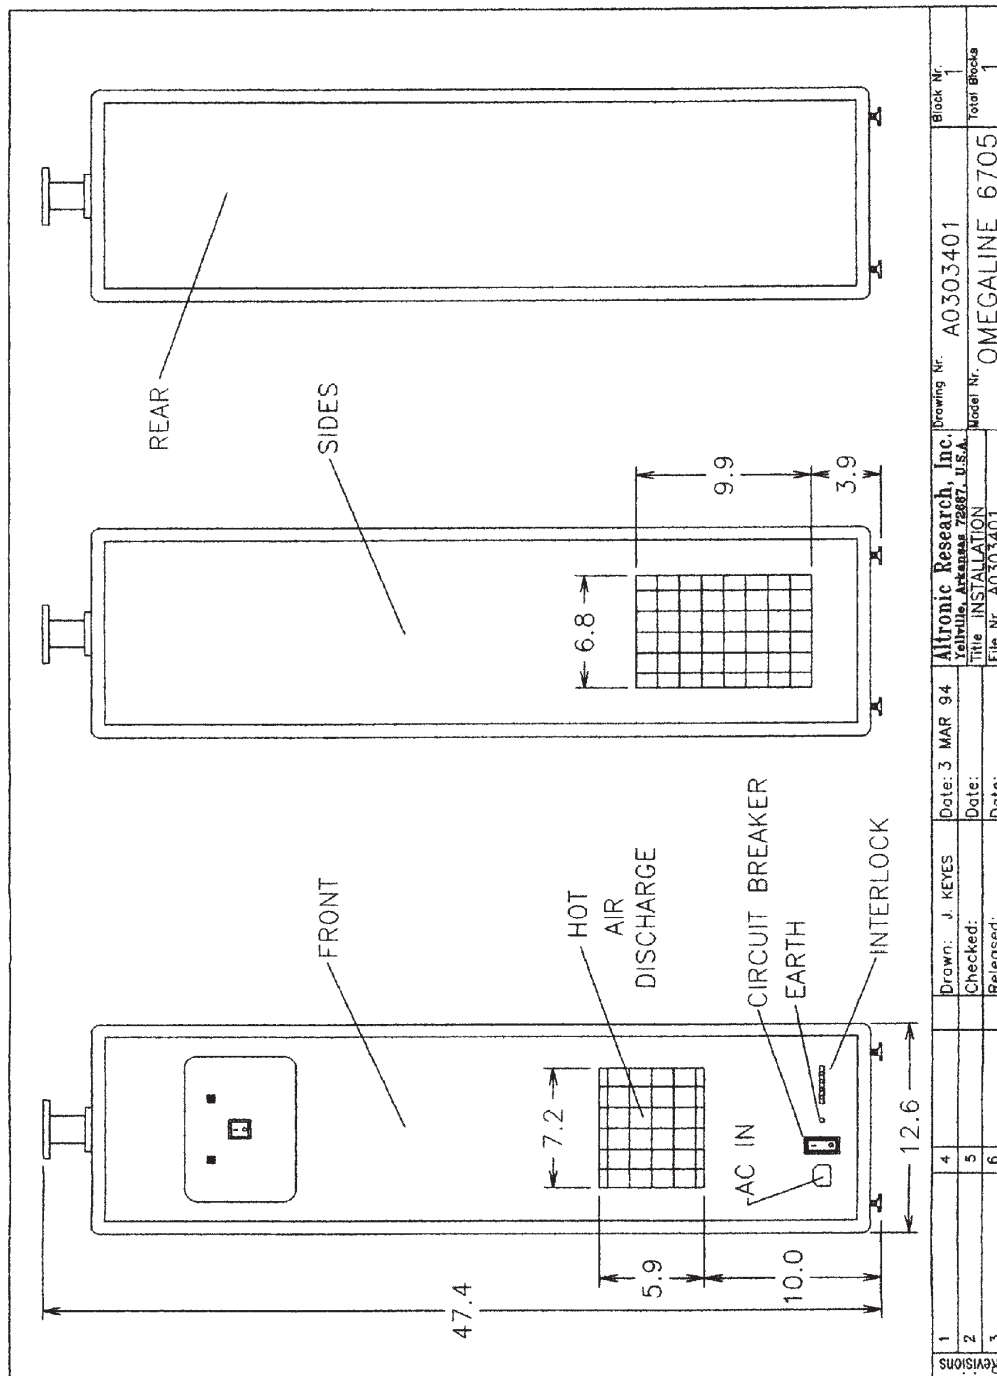 47.4
5.9
10.0
7.2
12.6
FRONT
HOT
AIR
DISCHARGE
AC IN
CIRCUIT BREAKER
EARTH
INTERLOCK
SIDES
6.8
9.9
3.9
REAR
Revisions
1
2
3
4
5
6
Drawn: J. KEYES
Checked:
Released:
Date: 3 MAR 94
Date:
Date:
Altronic Research, Inc.
Yellville, Arkansas 72687, U.S.A.
Title INSTALLATION
File Nr. A0303401
Drawing Nr. A0303401
Model Nr. OMEGALINE 6705
Block Nr. 1
Total Blocks 1